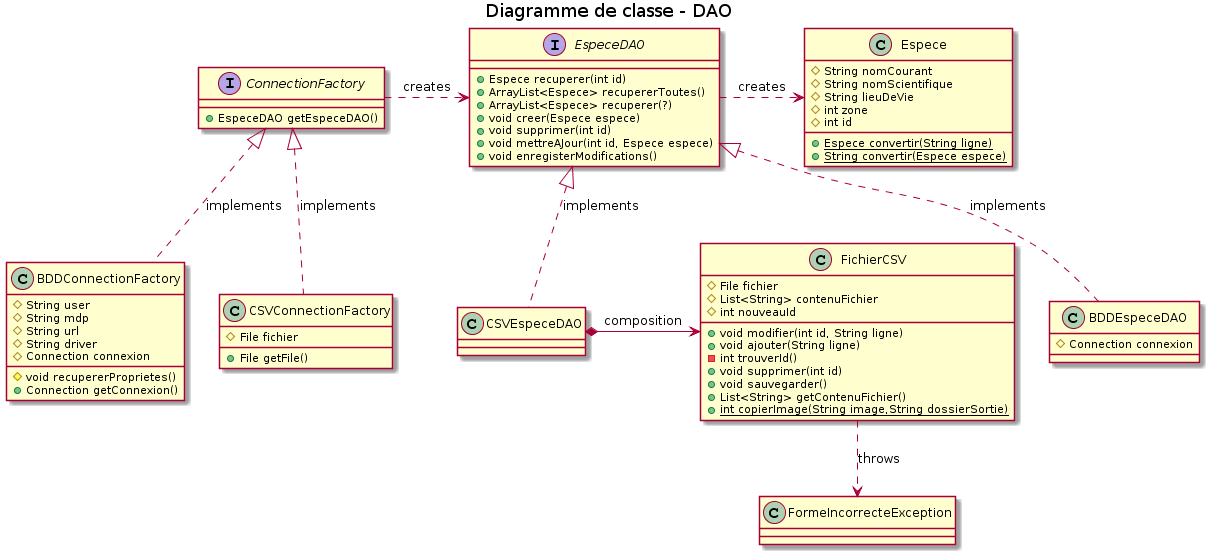 Diagramme de classe - DAO
I ConnectionFactory
EspeceDAO getEspeceDAO()
creates
I EspeceDAO
Espece recuperer(int id)
ArrayList<Espece> recupererToutes()
ArrayList<Espece> recuperer(?)
void creer(Espece espece)
void supprimer(int id)
void mettreAJour(int id, Espece espece)
void enregisterModifications()
creates
C Espece
String nomCourant
String nomScientifique
String lieuDeVie
int zone
int id
Espece convertir(String ligne)
String convertir(Espece espece)
implements
implements
implements
implements
C BDDConnectionFactory
String user
String mdp
String url
String driver
Connection connexion
void recupererProprietes()
Connection getConnexion()
C CSVConnectionFactory
File fichier
File getFile()
C CSVEspeceDAO
composition
C FichierCSV
File fichier
List<String> contenuFichier
int nouveauId
void modifier(int id, String ligne)
void ajouter(String ligne)
int trouverId()
void supprimer(int id)
void sauvegarder()
List<String> getContenuFichier()
int copierImage(String image,String dossierSortie)
C BDDEspeceDAO
Connection connexion
throws
C FormeIncorrecteException